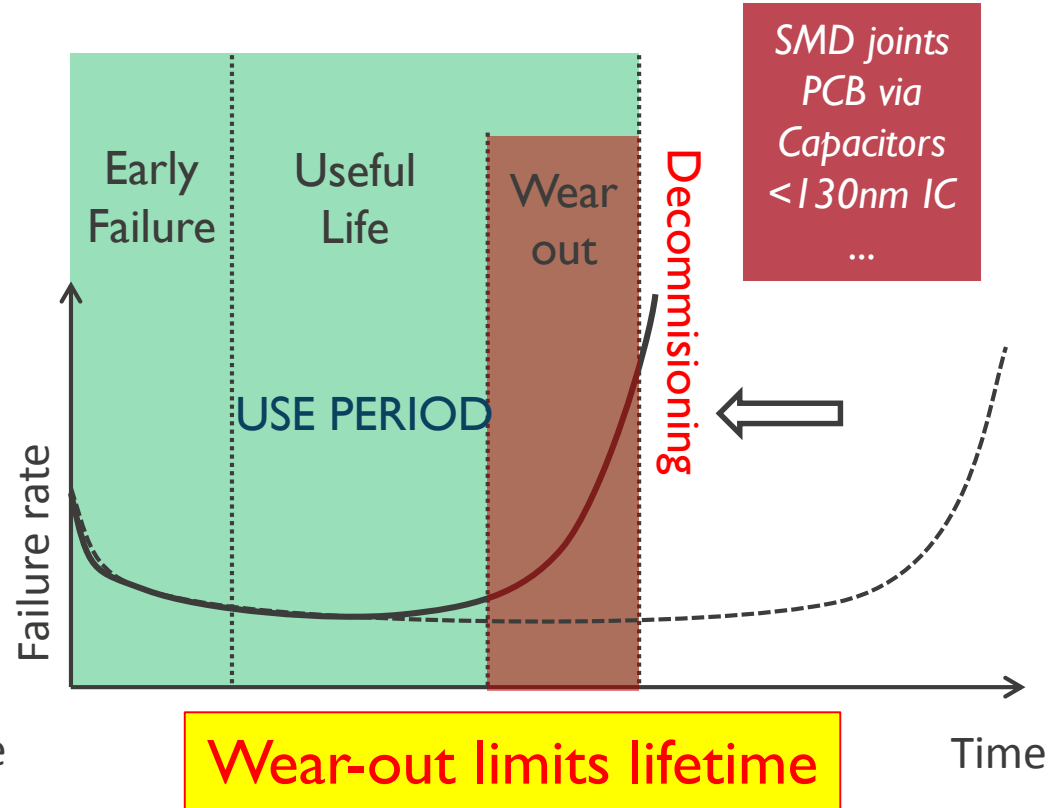 SMD joints
PCB via
Capacitors
<130nm IC
...
Early
Failure
Useful
Life
Wear
out
Decommisioning
USE PERIOD
Failure rate
e
Wear-out limits lifetime
Time